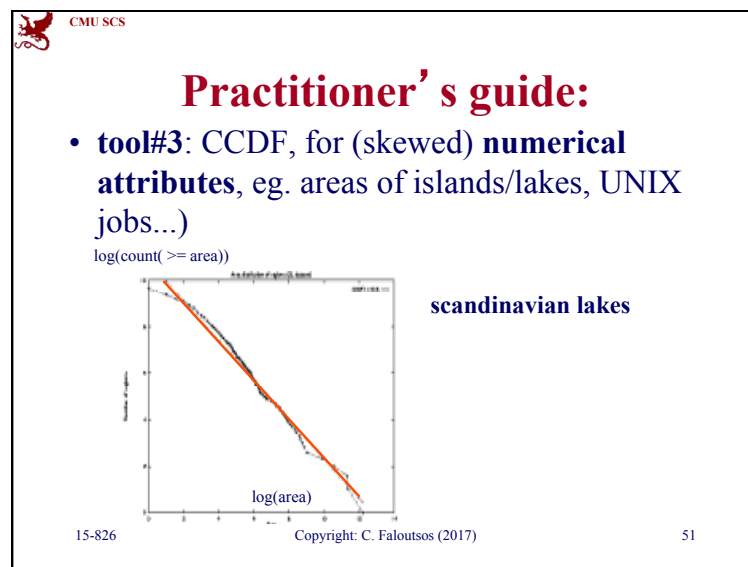 CMU SCS
Practitioner’s guide:
• tool#3: CCDF, for (skewed) numerical
attributes, eg. areas of islands/lakes, UNIX
jobs...)
log(count( >= area))
scandinavian lakes
log(area)
15-826
Copyright: C. Faloutsos (2017)
51